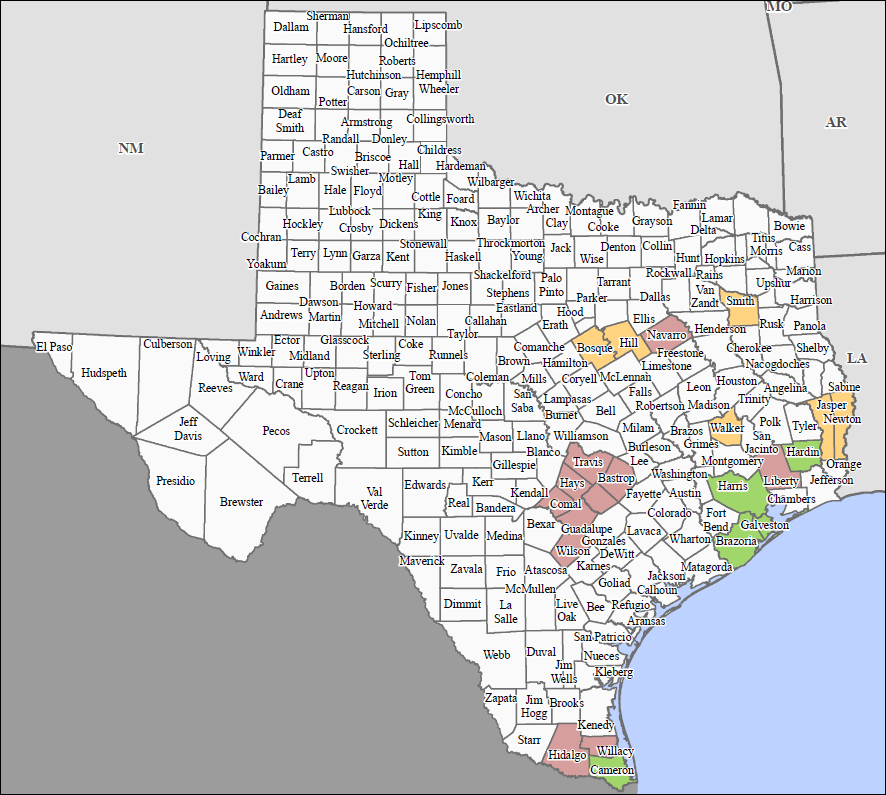 MO
OK
AR
NM
LA
Sherman
Dallam
Hansford
Lipscomb
Ochiltree
Hartley
Moore
Roberts
Hutchinson
Hemphill
Oldham
Carson
Gray
Wheeler
Potter
Deaf
Smith
Armstrong
Collingsworth
Randall
Donley
Parmer
Castro
Briscoe
Childress
Hall
Hardeman
Swisher
Motley
Lamb
Wilbarger
Bailey
Hale
Floyd
Cottle
Foard
Wichita
Lubbock
King
Archer
Montague
Fannin
Hockley
Crosby
Dickens
Knox
Baylor
Clay
Cooke
Grayson
Lamar
Delta
Bowie
Cochran
Stonewall
Throckmorton
Jack
Denton
Collin
Titus
Morris
Cass
Yoakum
Terry
Lynn
Garza
Kent
Haskell
Young
Wise
Hunt
Hopkins
Rockwall
Rains
Marion
Gaines
Borden
Scurry
Fisher
Jones
Shackelford
Stephens
Palo
Pinto
Parker
Tarrant
Dallas
Van
Zandt
Smith
Upshur
Harrison
Dawson
Andrews
Martin
Howard
Mitchell
Nolan
Taylor
Callahan
Eastland
Erath
Hood
Ellis
Henderson
Rusk
Panola
El Paso
Hudspeth
Culberson
Loving
Winkler
Ector
Midland
Glasscock
Sterling
Coke
Runnels
Coleman
Brown
Comanche
Bosque
Hill
Navarro
Freestone
Cherokee
Shelby
Nacogdoches
Reeves
Ward
Crane
Upton
Reagan
Irion
Tom
Green
Concho
Mills
Hamilton
Coryell
McLennan
Limestone
Falls
Leon
Houston
Angelina
Sabine
Jeff
Davis
Pecos
Crockett
Schleicher
McCulloch
Menard
San
Saba
Lampasas
Burnet
Bell
Robertson
Madison
Trinity
Jasper
Newton
Mason
Llano
Williamson
Milam
Brazos
Grimes
Walker
San
Jacinto
Polk
Tyler
Sutton
Kimble
Gillespie
Blanco
Travis
Burleson
Lee
Washington
Montgomery
Hardin
Orange
Presidio
Brewster
Terrell
Val
Verde
Edwards
Kerr
Kendall
Hays
Bastrop
Fayette
Austin
Harris
Liberty
Jefferson
Chambers
Real
Bandera
Comal
Colorado
Fort
Bend
Galveston
Kinney
Uvalde
Medina
Bexar
Guadalupe
Gonzales
Lavaca
Wharton
Brazoria
Maverick
Zavala
Frio
Atascosa
Wilson
Karnes
DeWitt
Matagorda
Dimmit
La
Salle
McMullen
Live
Oak
Bee
Goliad
Jackson
Calhoun
Refugio
Aransas
Webb
Duval
Jim
Wells
San Patricio
Nueces
Kleberg
Zapata
Jim
Hogg
Brooks
Kenedy
Starr
Hidalgo
Willacy
Cameron